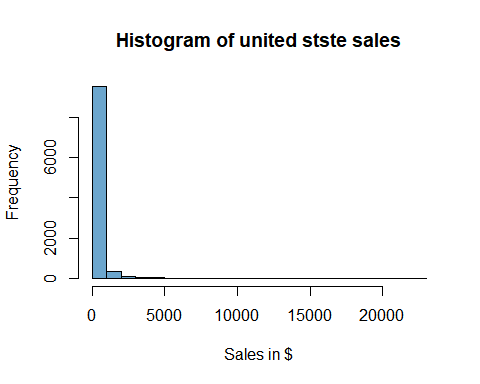 Histogram of united stste sales
Frequency
6000
2000
0
0 5000 10000 15000 20000
Sales in $